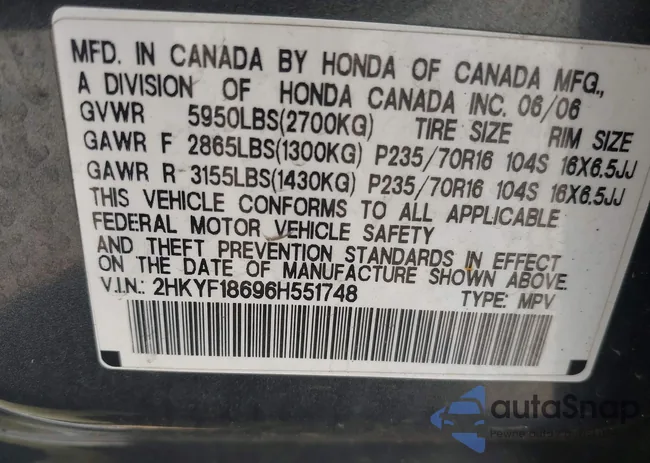 MFD. IN CANADA BY HONDA OF CANADA MFG.,
A DIVISION OF HONDA CANADA INC. 06/06
GVWR 5950LBS(2700KG) TIRE SIZE RIM SIZE
GAWR F 2865LBS(1300KG) P235/70R16 104S 16X6.5JJ
GAWR R 3155LBS(1430KG) P235/70R16 104S 16X6.5JJ
THIS VEHICLE CONFORMS TO ALL APPLICABLE
FEDERAL MOTOR VEHICLE SAFETY
AND THEFT PREVENTION STANDARDS IN EFFECT
ON THE DATE OF MANUFACTURE SHOWN ABOVE.
V.I.N.: 2HKYF18696H551748 TYPE: MPV
autaSnap